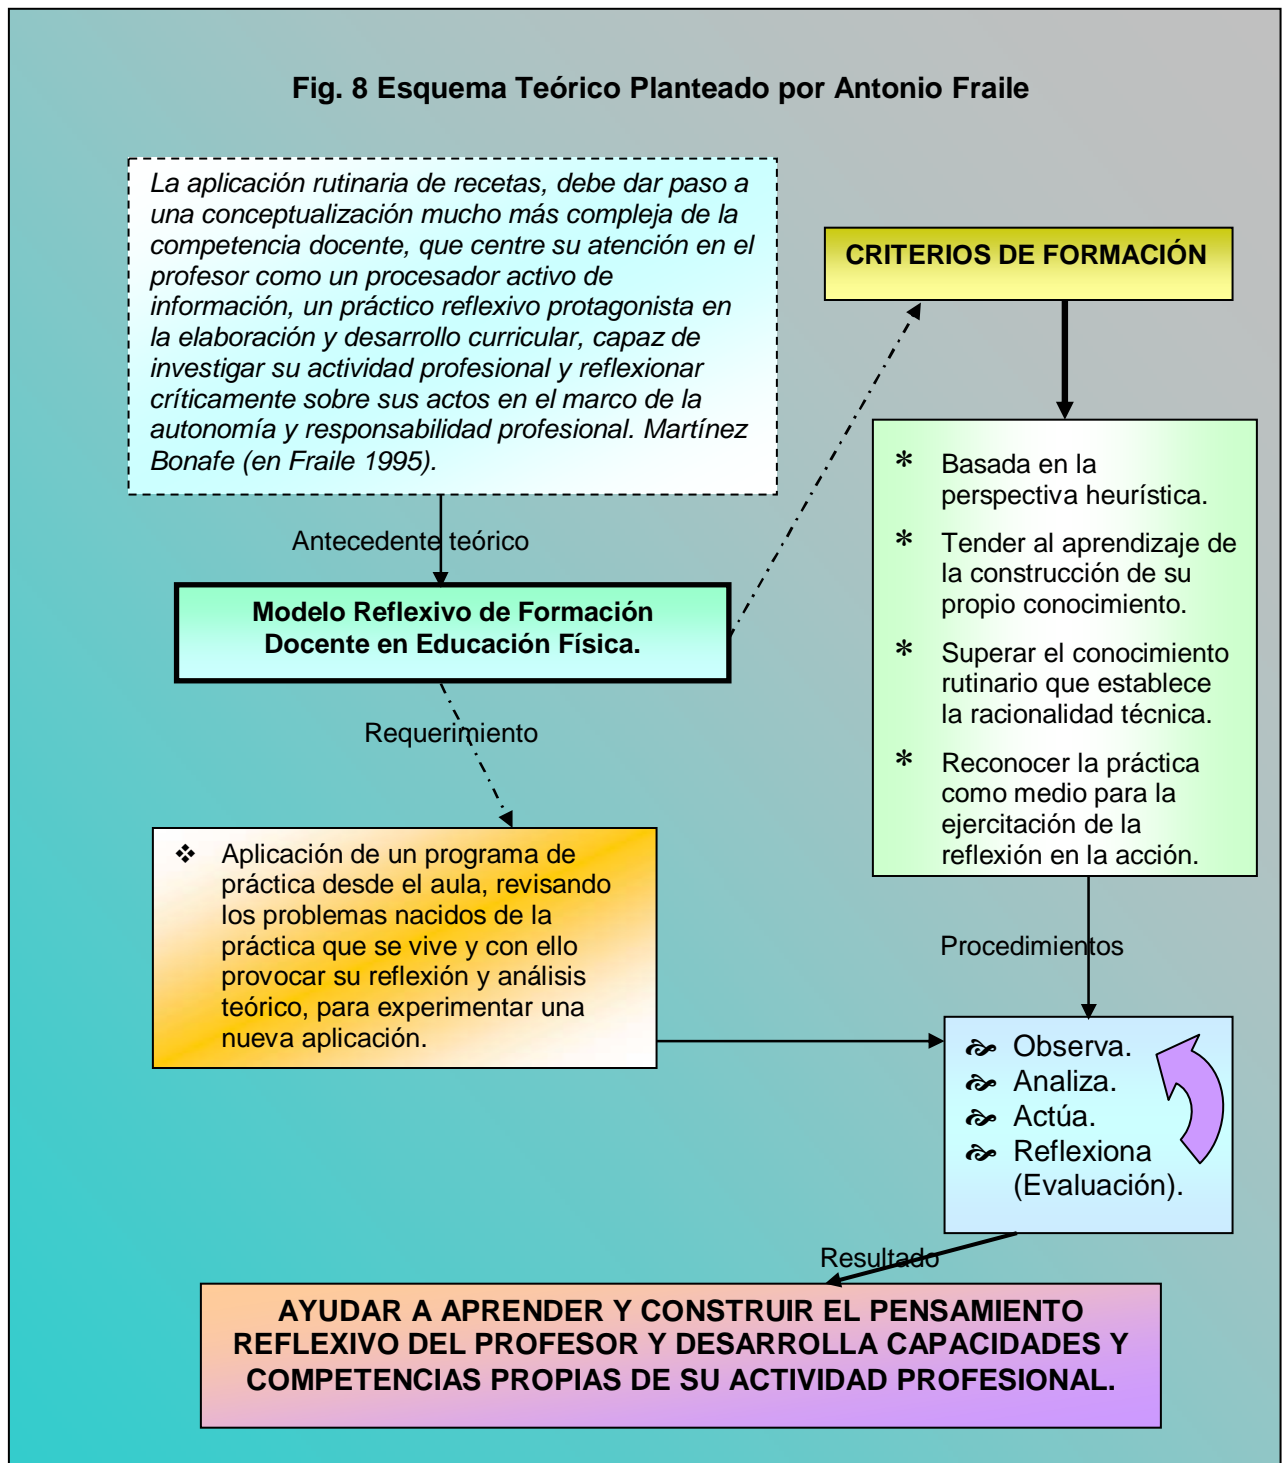 Fig. 8 Esquema Teórico Planteado por Antonio Fraile
La aplicación rutinaria de recetas, debe dar paso a
una conceptualización mucho más compleja de la
competencia docente, que centre su atención en el
profesor como un procesador activo de
información, un práctico reflexivo protagonista en
la elaboración y desarrollo curricular, capaz de
investigar su actividad profesional y reflexionar
críticamente sobre sus actos en el marco de la
autonomía y responsabilidad profesional. Martínez
Bonafe (en Fraile 1995).
Antecedente teórico
Modelo Reflexivo de Formación
Docente en Educación Física.
Requerimiento
❖ Aplicación de un programa de
práctica desde el aula, revisando
los problemas nacidos de la
práctica que se vive y con ello
provocar su reflexión y análisis
teórico, para experimentar una
nueva aplicación.
CRITERIOS DE FORMACIÓN
* Basada en la
perspectiva heurística.
* Tender al aprendizaje de
la construcción de su
propio conocimiento.
* Superar el conocimiento
rutinario que establece
la racionalidad técnica.
* Reconocer la práctica
como medio para la
ejercitación de la
reflexión en la acción.
Procedimientos
Observa.
Analiza.
Actúa.
Reflexiona
(Evaluación).
Resultado
AYUDAR A APRENDER Y CONSTRUIR EL PENSAMIENTO
REFLEXIVO DEL PROFESOR Y DESARROLLA CAPACIDADES Y
COMPETENCIAS PROPIAS DE SU ACTIVIDAD PROFESIONAL.